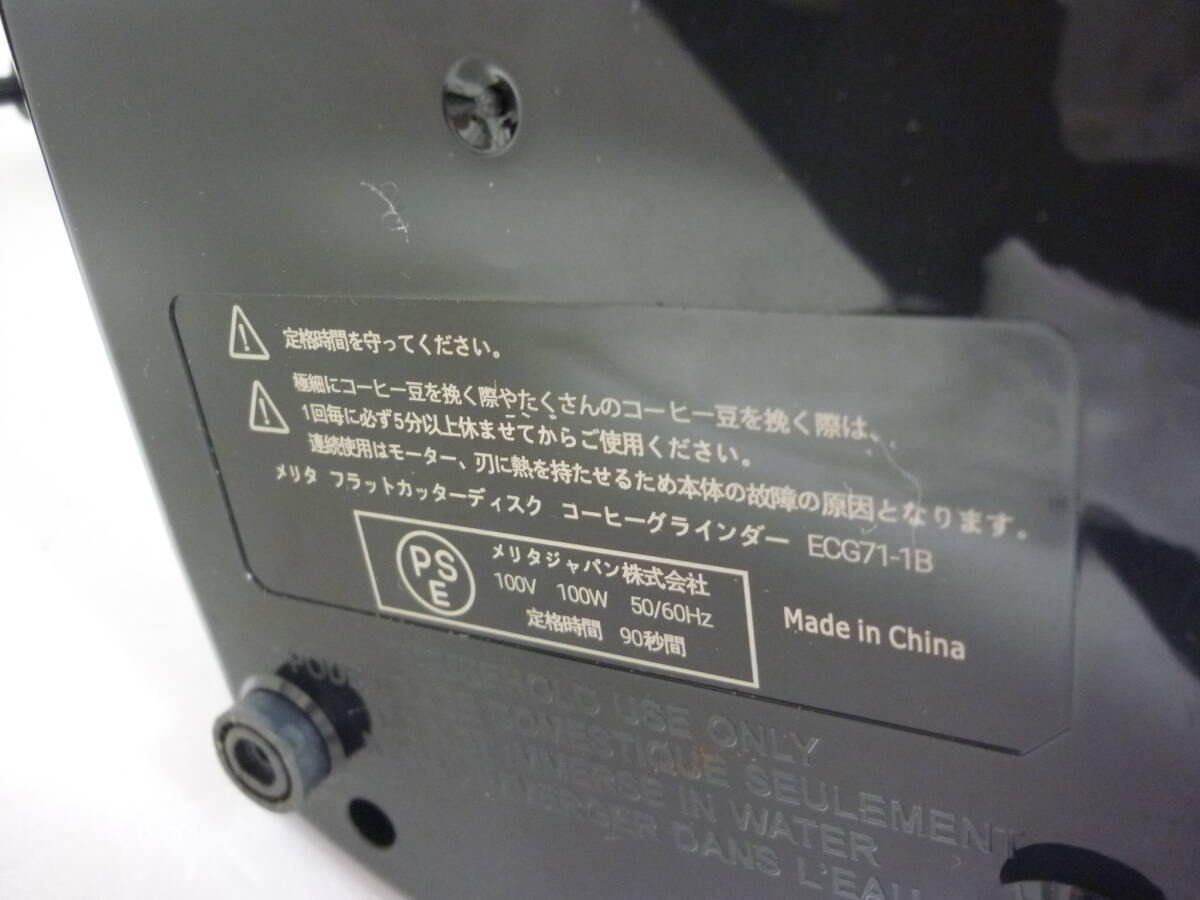 定格時間を守ってください。
極細にコーヒー豆を挽く際やたくさんのコーヒー豆を挽く際は、
1回毎に必ず5分以上休ませてからご使用ください。
連続使用はモーター、刃に熱を持たせるため本体の故障の原因となります。
メリタ フラットカッターディスク コーヒーグラインダー ECG71-1B
PSE
メリタジャパン株式会社
100V 100W 50/60Hz
定格時間 90秒間
Made in China
HOLD USE ONLY
POUR DOMESTIQUE SEULEMENT
IMMERSE IN WATER
DANS L'EAU